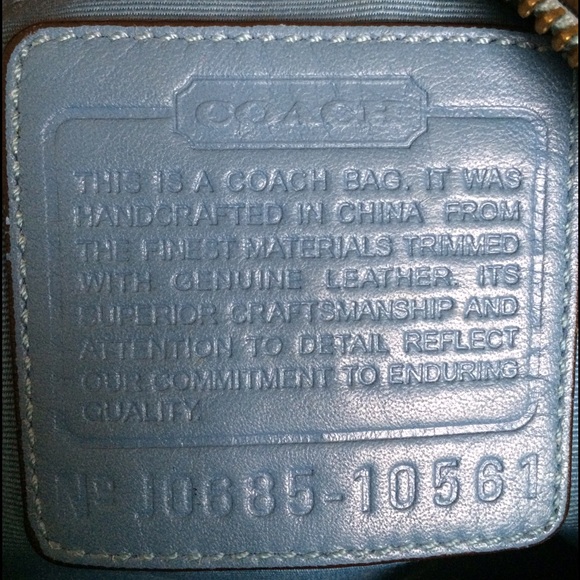 COACH
THIS IS A COACH BAG. IT WAS
HANDCRAFTED IN CHINA FROM
THE FINEST MATERIALS TRIMMED
WITH GENUINE LEATHER. ITS
SUPERIOR CRAFTSMANSHIP AND
ATTENTION TO DETAIL REFLECT
OUR COMMITMENT TO ENDURING
QUALITY.
Nº J0685-10561